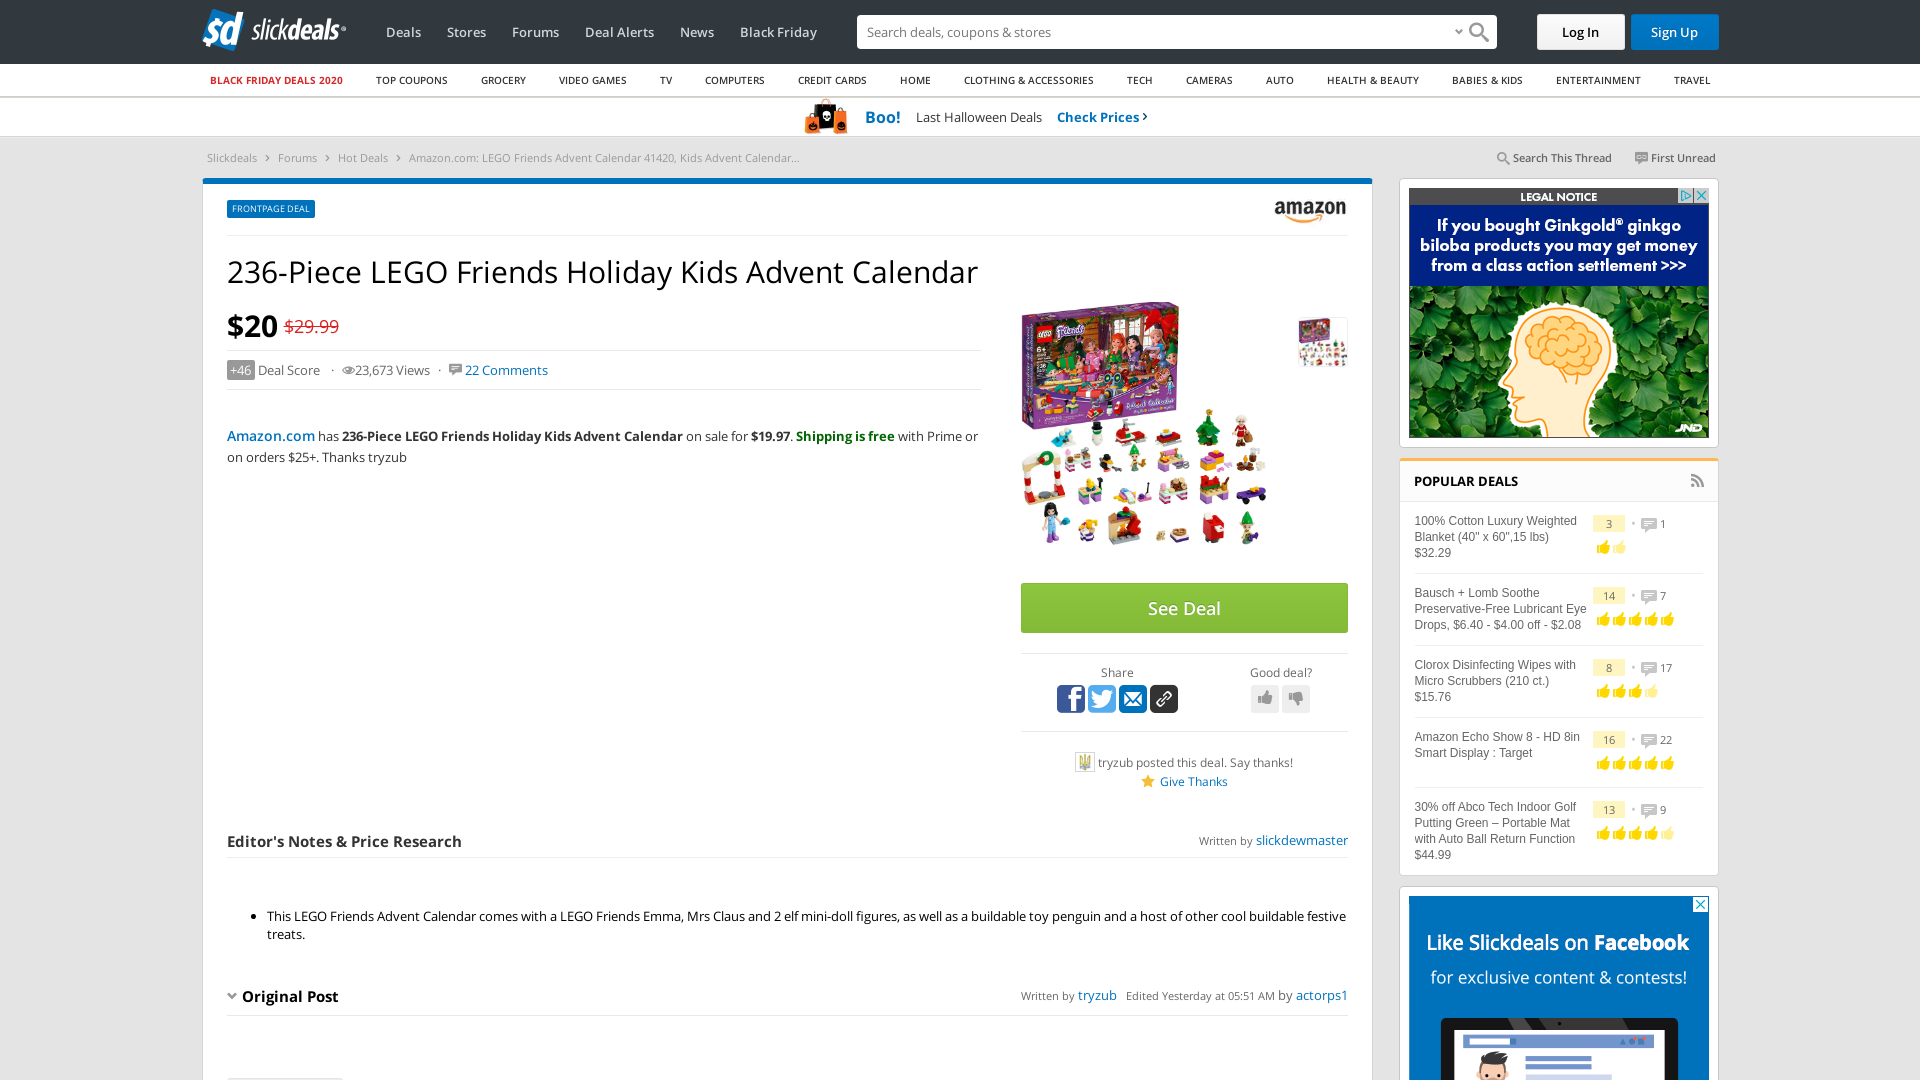 slickdeals
Deals
Stores
Forums
Deal Alerts
News
Black Friday
Search deals, coupons & stores
Log In
Sign Up
BLACK FRIDAY DEALS 2020
TOP COUPONS
GROCERY
VIDEO GAMES
TV
COMPUTERS
CREDIT CARDS
HOME
CLOTHING & ACCESSORIES
TECH
CAMERAS
AUTO
HEALTH & BEAUTY
BABIES & KIDS
ENTERTAINMENT
TRAVEL
Boo! Last Halloween Deals Check Prices
Slickdeals > Forums > Hot Deals > Amazon.com: LEGO Friends Advent Calendar 41420, Kids Advent Calendar...
Search This Thread
First Unread
FRONTPAGE DEAL
amazon
236-Piece LEGO Friends Holiday Kids Advent Calendar
$20 $29.99
+46 Deal Score · 23,673 Views · 22 Comments
Amazon.com has 236-Piece LEGO Friends Holiday Kids Advent Calendar on sale for $19.97. Shipping is free with Prime or
on orders $25+. Thanks tryzub
LEGO
Friends
6+
Advent Calendar
See Deal
Share
Good deal?
tryzub posted this deal. Say thanks!
Give Thanks
Editor's Notes & Price Research
Written by slickdewmaster
• This LEGO Friends Advent Calendar comes with a LEGO Friends Emma, Mrs Claus and 2 elf mini-doll figures, as well as a buildable toy penguin and a host of other cool buildable festive
treats.
Original Post
Written by tryzub Edited Yesterday at 05:51 AM by actorps1
LEGAL NOTICE
If you bought Ginkgold® ginkgo
biloba products you may get money
from a class action settlement >>>
JND
POPULAR DEALS
100% Cotton Luxury Weighted
Blanket (40" x 60",15 lbs)
$32.29
3 • 1
Bausch + Lomb Soothe
Preservative-Free Lubricant Eye
Drops, $6.40 - $4.00 off - $2.08
14 • 7
Clorox Disinfecting Wipes with
Micro Scrubbers (210 ct.)
$15.76
8 • 17
Amazon Echo Show 8 - HD 8in
Smart Display : Target
16 • 22
30% off Abco Tech Indoor Golf
Putting Green – Portable Mat
with Auto Ball Return Function
$44.99
13 • 9
Like Slickdeals on Facebook
for exclusive content & contests!